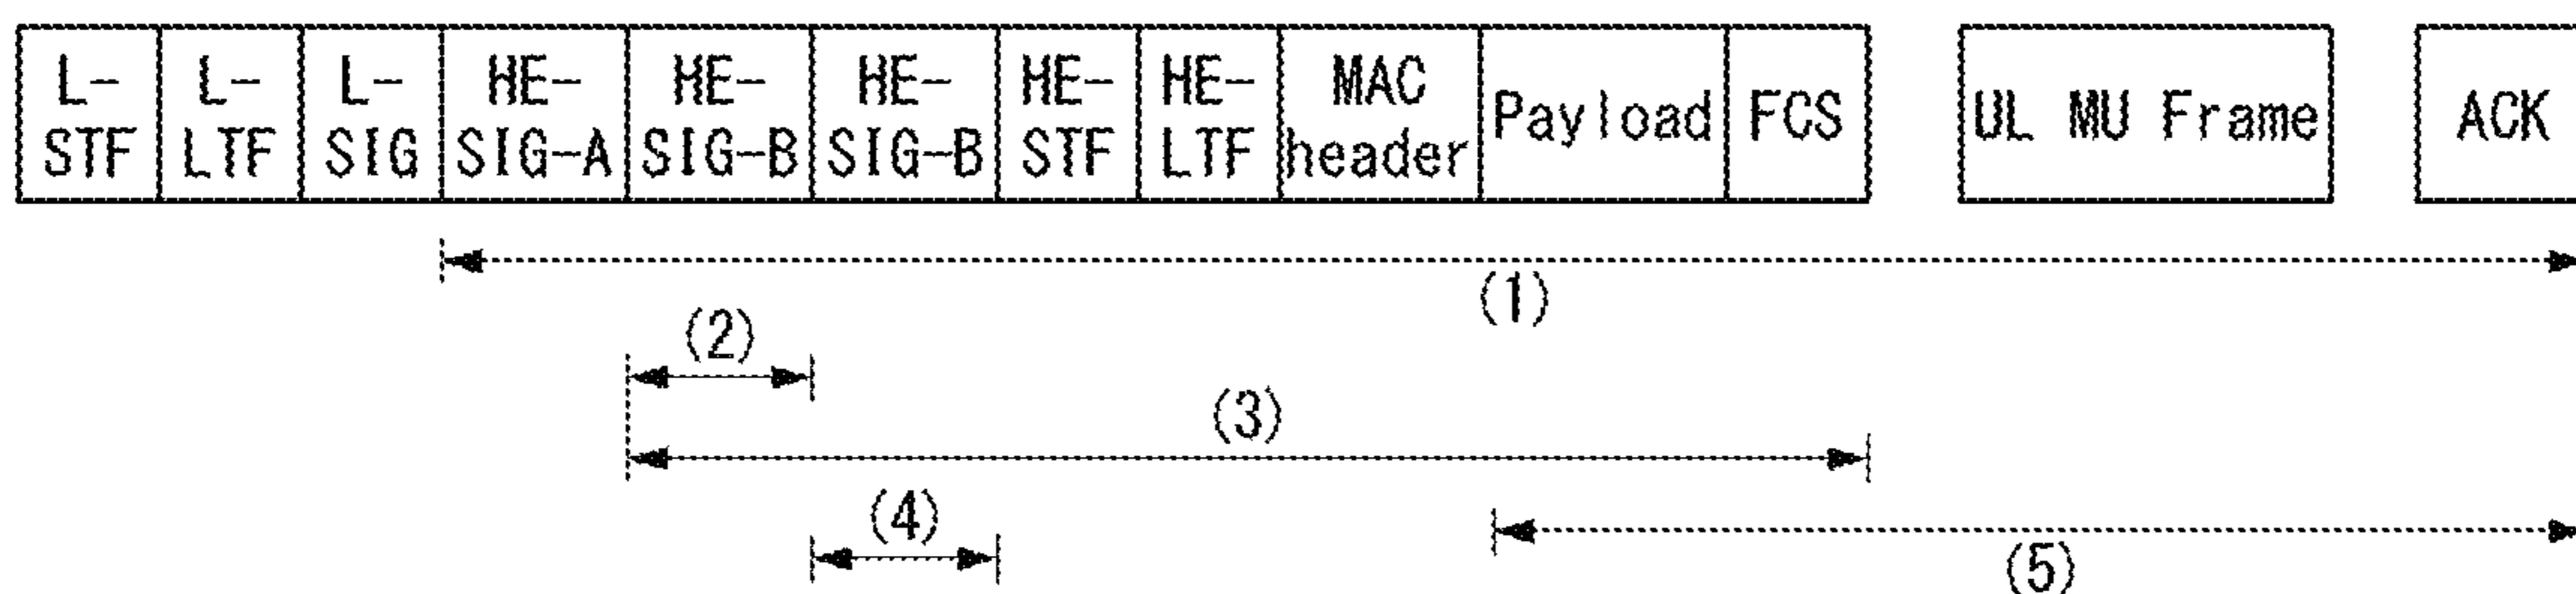 L-
STF
L-
LTF
L-
SIG
HE-
SIG-A
HE-
SIG-B
HE-
SIG-B
HE-
STF
HE-
LTF
MAC
header
Payload
FCS
UL MU Frame
ACK
(1)
(2)
(3)
(4)
(5)